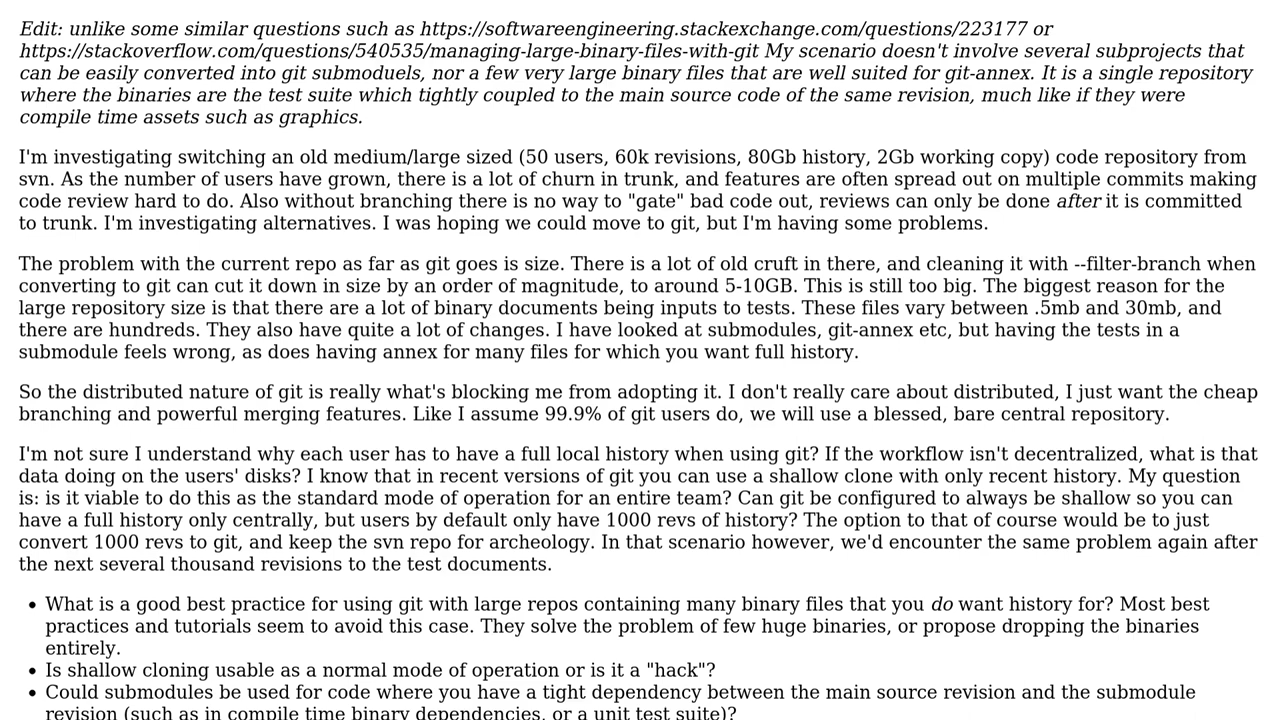 Edit: unlike some similar questions such as https://softwareengineering.stackexchange.com/questions/223177 or
https://stackoverflow.com/questions/540535/managing-large-binary-files-with-git My scenario doesn't involve several subprojects that
can be easily converted into git submoduels, nor a few very large binary files that are well suited for git-annex. It is a single repository
where the binaries are the test suite which tightly coupled to the main source code of the same revision, much like if they were
compile time assets such as graphics.
I'm investigating switching an old medium/large sized (50 users, 60k revisions, 80Gb history, 2Gb working copy) code repository from
svn. As the number of users have grown, there is a lot of churn in trunk, and features are often spread out on multiple commits making
code review hard to do. Also without branching there is no way to "gate" bad code out, reviews can only be done after it is committed
to trunk. I'm investigating alternatives. I was hoping we could move to git, but I'm having some problems.
The problem with the current repo as far as git goes is size. There is a lot of old cruft in there, and cleaning it with --filter-branch when
converting to git can cut it down in size by an order of magnitude, to around 5-10GB. This is still too big. The biggest reason for the
large repository size is that there are a lot of binary documents being inputs to tests. These files vary between .5mb and 30mb, and
there are hundreds. They also have quite a lot of changes. I have looked at submodules, git-annex etc, but having the tests in a
submodule feels wrong, as does having annex for many files for which you want full history.
So the distributed nature of git is really what's blocking me from adopting it. I don't really care about distributed, I just want the cheap
branching and powerful merging features. Like I assume 99.9% of git users do, we will use a blessed, bare central repository.
I'm not sure I understand why each user has to have a full local history when using git? If the workflow isn't decentralized, what is that
data doing on the users' disks? I know that in recent versions of git you can use a shallow clone with only recent history. My question
is: is it viable to do this as the standard mode of operation for an entire team? Can git be configured to always be shallow so you can
have a full history only centrally, but users by default only have 1000 revs of history? The option to that of course would be to just
convert 1000 revs to git, and keep the svn repo for archeology. In that scenario however, we'd encounter the same problem again after
the next several thousand revisions to the test documents.
• What is a good best practice for using git with large repos containing many binary files that you do want history for? Most best
practices and tutorials seem to avoid this case. They solve the problem of few huge binaries, or propose dropping the binaries
entirely.
• Is shallow cloning usable as a normal mode of operation or is it a "hack"?
• Could submodules be used for code where you have a tight dependency between the main source revision and the submodule
revision (such as in compile time binary dependencies, or a unit test suite)?